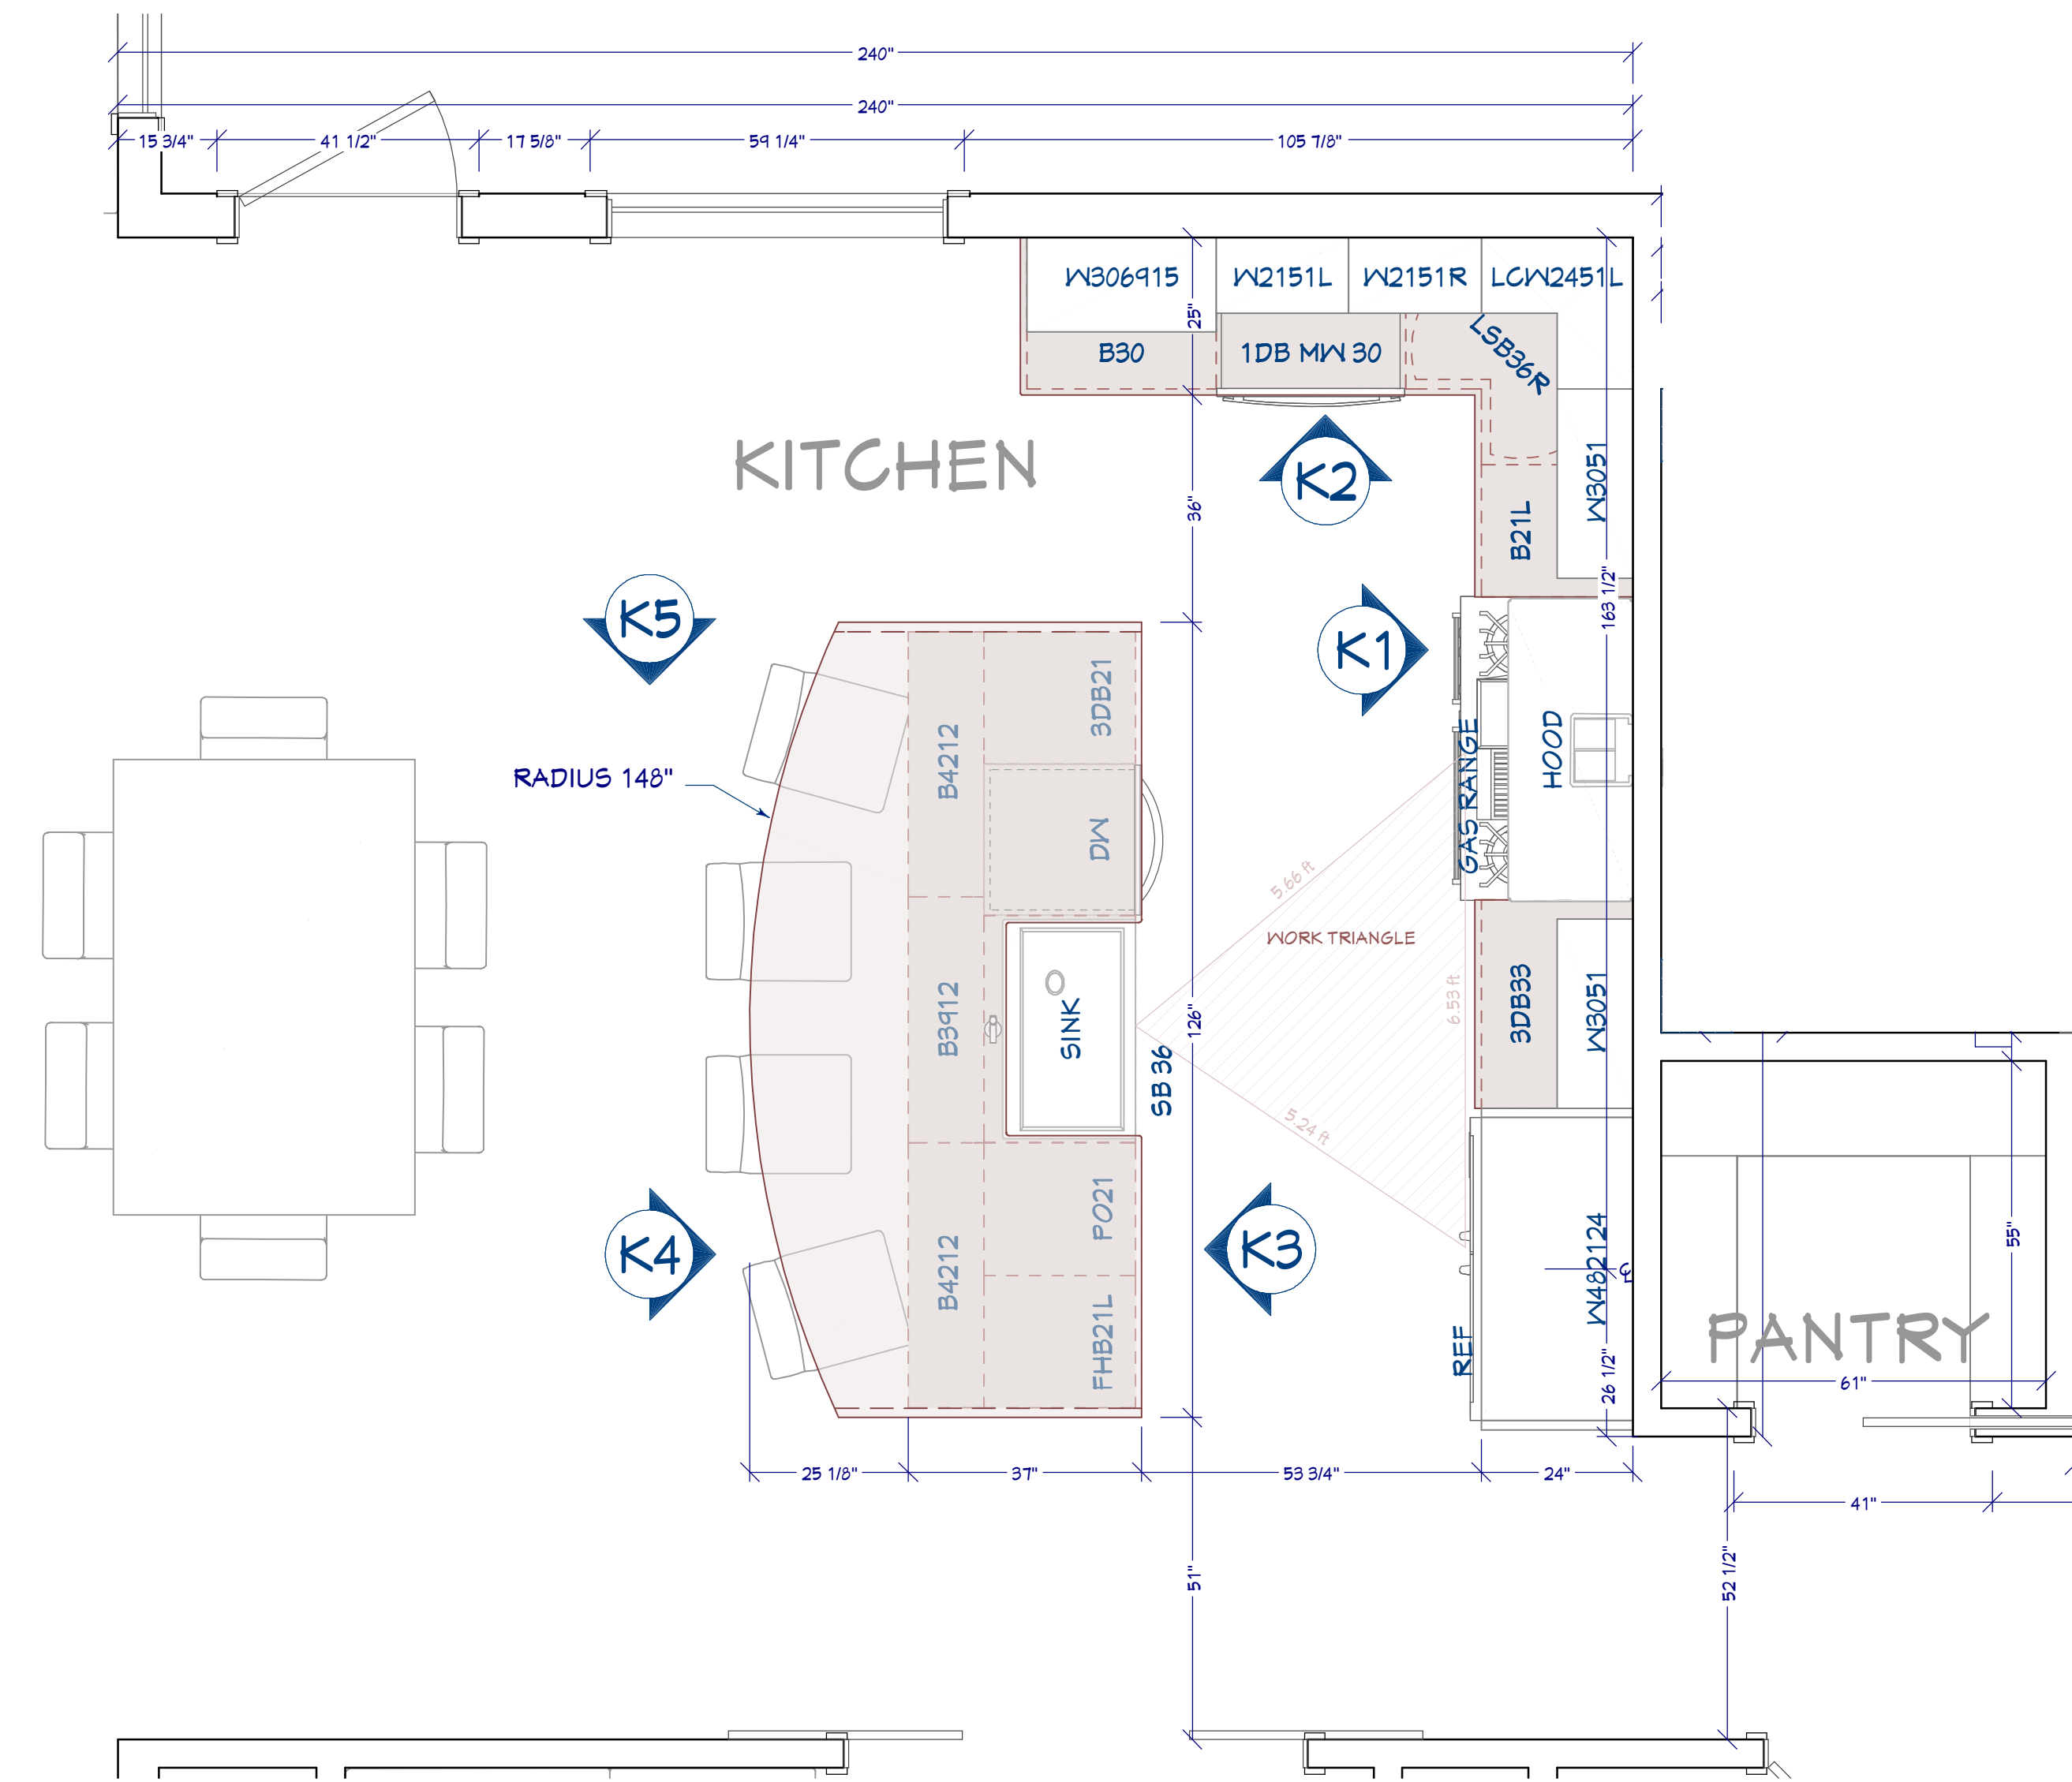 240"
240"
15 3/4"
41 1/2"
17 5/8"
59 1/4"
105 7/8"
W306915
W2151L
W2151R
LCW2451L
25"
B30
1DB MW 30
LSB36R
KITCHEN
K2
36"
W3051
B21L
163 1/2"
K5
K1
3DB21
B4212
RADIUS 148"
GAS RANGE
HOOD
DW
5.66 ft
WORK TRIANGLE
6.53 ft
3DB33
W3051
B3912
SINK
126"
SB 36
5.24 ft
PO21
K4
K3
B4212
FHB21L
W482124
REF
26 1/2"
55"
PANTRY
61"
25 1/8"
37"
53 3/4"
24"
41"
51"
52 1/2"